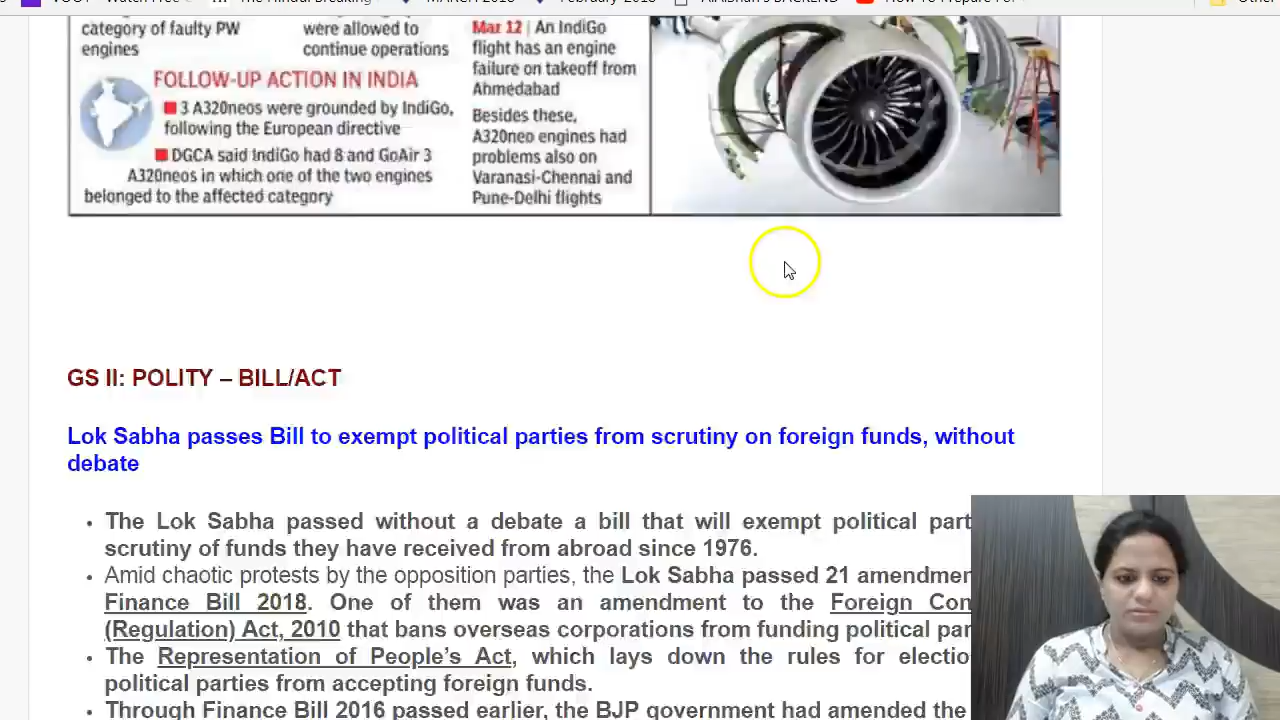 category of faulty PW
engines
were allowed to
continue operations
FOLLOW-UP ACTION IN INDIA
3 A320neos were grounded by IndiGo,
following the European directive
DGCA said IndiGo had 8 and GoAir 3
A320neos in which one of the two engines
belonged to the affected category
Mar 12 | An IndiGo
flight has an engine
failure on takeoff from
Ahmedabad
Besides these,
A320neo engines had
problems also on
Varanasi-Chennai and
Pune-Delhi flights
GS II: POLITY – BILL/ACT
Lok Sabha passes Bill to exempt political parties from scrutiny on foreign funds, without
debate
• The Lok Sabha passed without a debate a bill that will exempt political part
scrutiny of funds they have received from abroad since 1976.
• Amid chaotic protests by the opposition parties, the Lok Sabha passed 21 amendmen
Finance Bill 2018. One of them was an amendment to the Foreign Con
(Regulation) Act, 2010 that bans overseas corporations from funding political par
• The Representation of People's Act, which lays down the rules for electio
political parties from accepting foreign funds.
• Through Finance Bill 2016 passed earlier, the BJP government had amended the